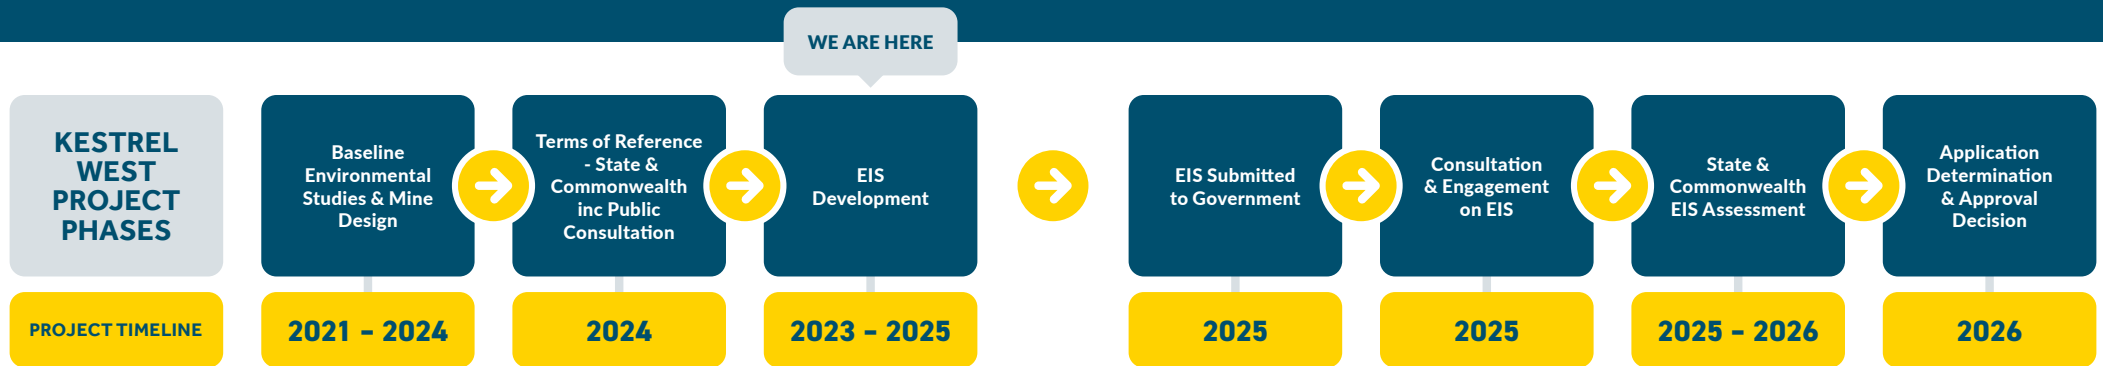 WE ARE HERE
KESTREL
WEST
PROJECT
PHASES
Baseline
Environmental
Studies & Mine
Design
Terms of Reference
- State &
Commonwealth
inc Public
Consultation
EIS
Development
EIS Submitted
to Government
Consultation
& Engagement
on EIS
State &
Commonwealth
EIS Assessment
Application
Determination
& Approval
Decision
PROJECT TIMELINE
2021 – 2024
2024
2023 – 2025
2025
2025
2025 – 2026
2026